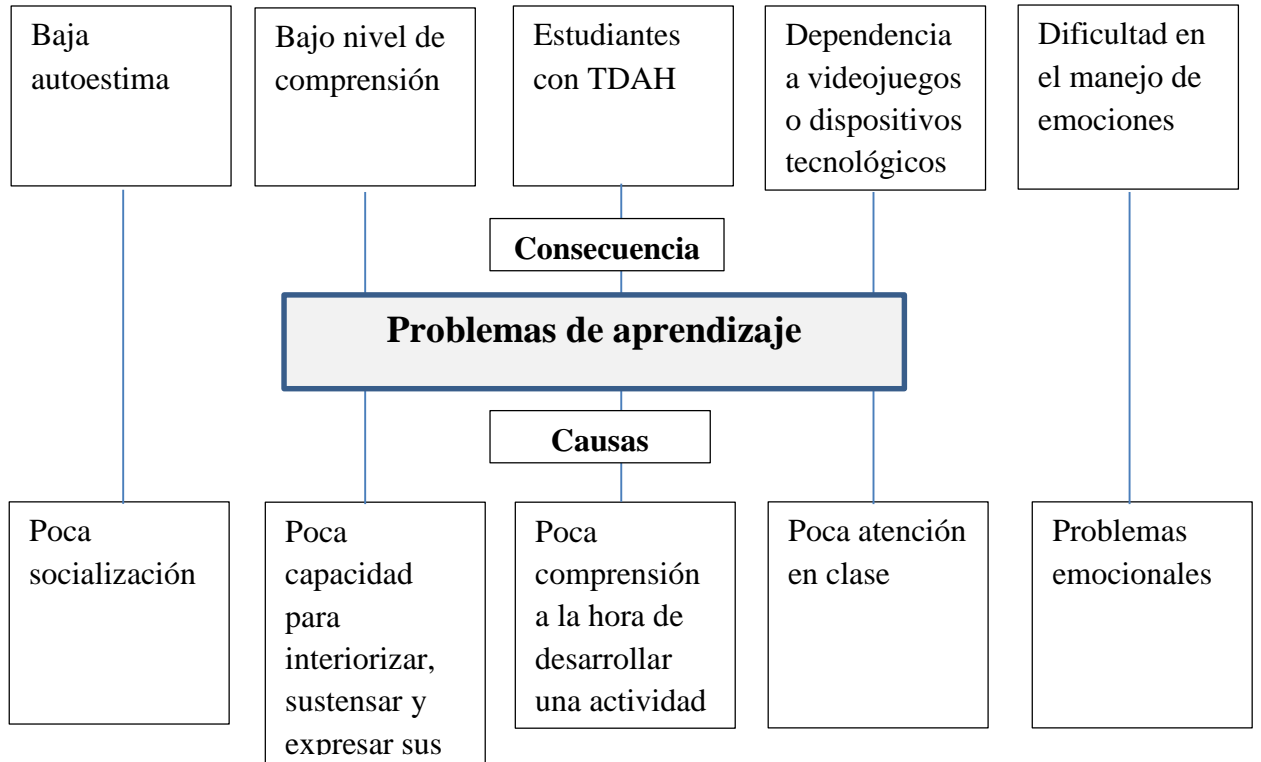 Baja
autoestima
Bajo nivel de
comprensión
Estudiantes
con TDAH
Dependencia
a videojuegos
o dispositivos
tecnológicos
Dificultad en
el manejo de
emociones
Consecuencia
Problemas de aprendizaje
Causas
Poca
socialización
Poca
capacidad
para
interiorizar,
sustensar y
expresar sus
Poca
comprensión
a la hora de
desarrollar
una actividad
Poca atención
en clase
Problemas
emocionales